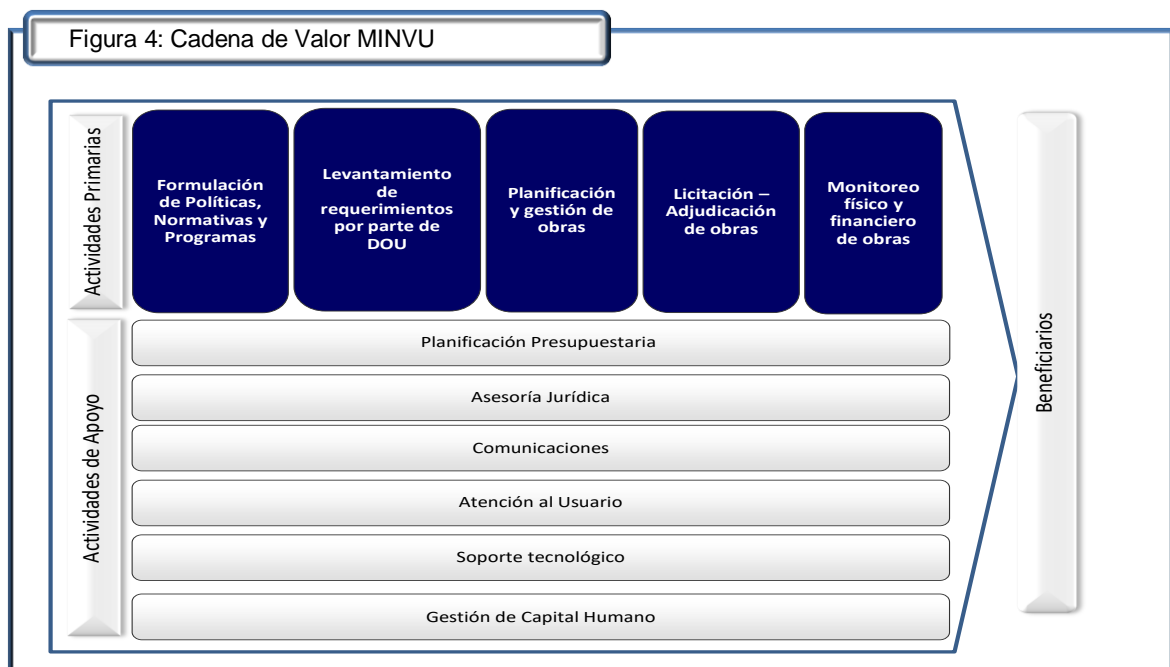 Figura 4: Cadena de Valor MINVU
Actividades Primarias
Formulación
de Políticas,
Normativas y
Programas
Levantamiento
de
requerimientos
por parte de
DOU
Planificación
y gestión de
obras
Licitación –
Adjudicación
de obras
Monitoreo
físico y
financiero
de obras
Actividades de Apoyo
Planificación Presupuestaria
Asesoría Jurídica
Comunicaciones
Atención al Usuario
Soporte tecnológico
Gestión de Capital Humano
Beneficiarios